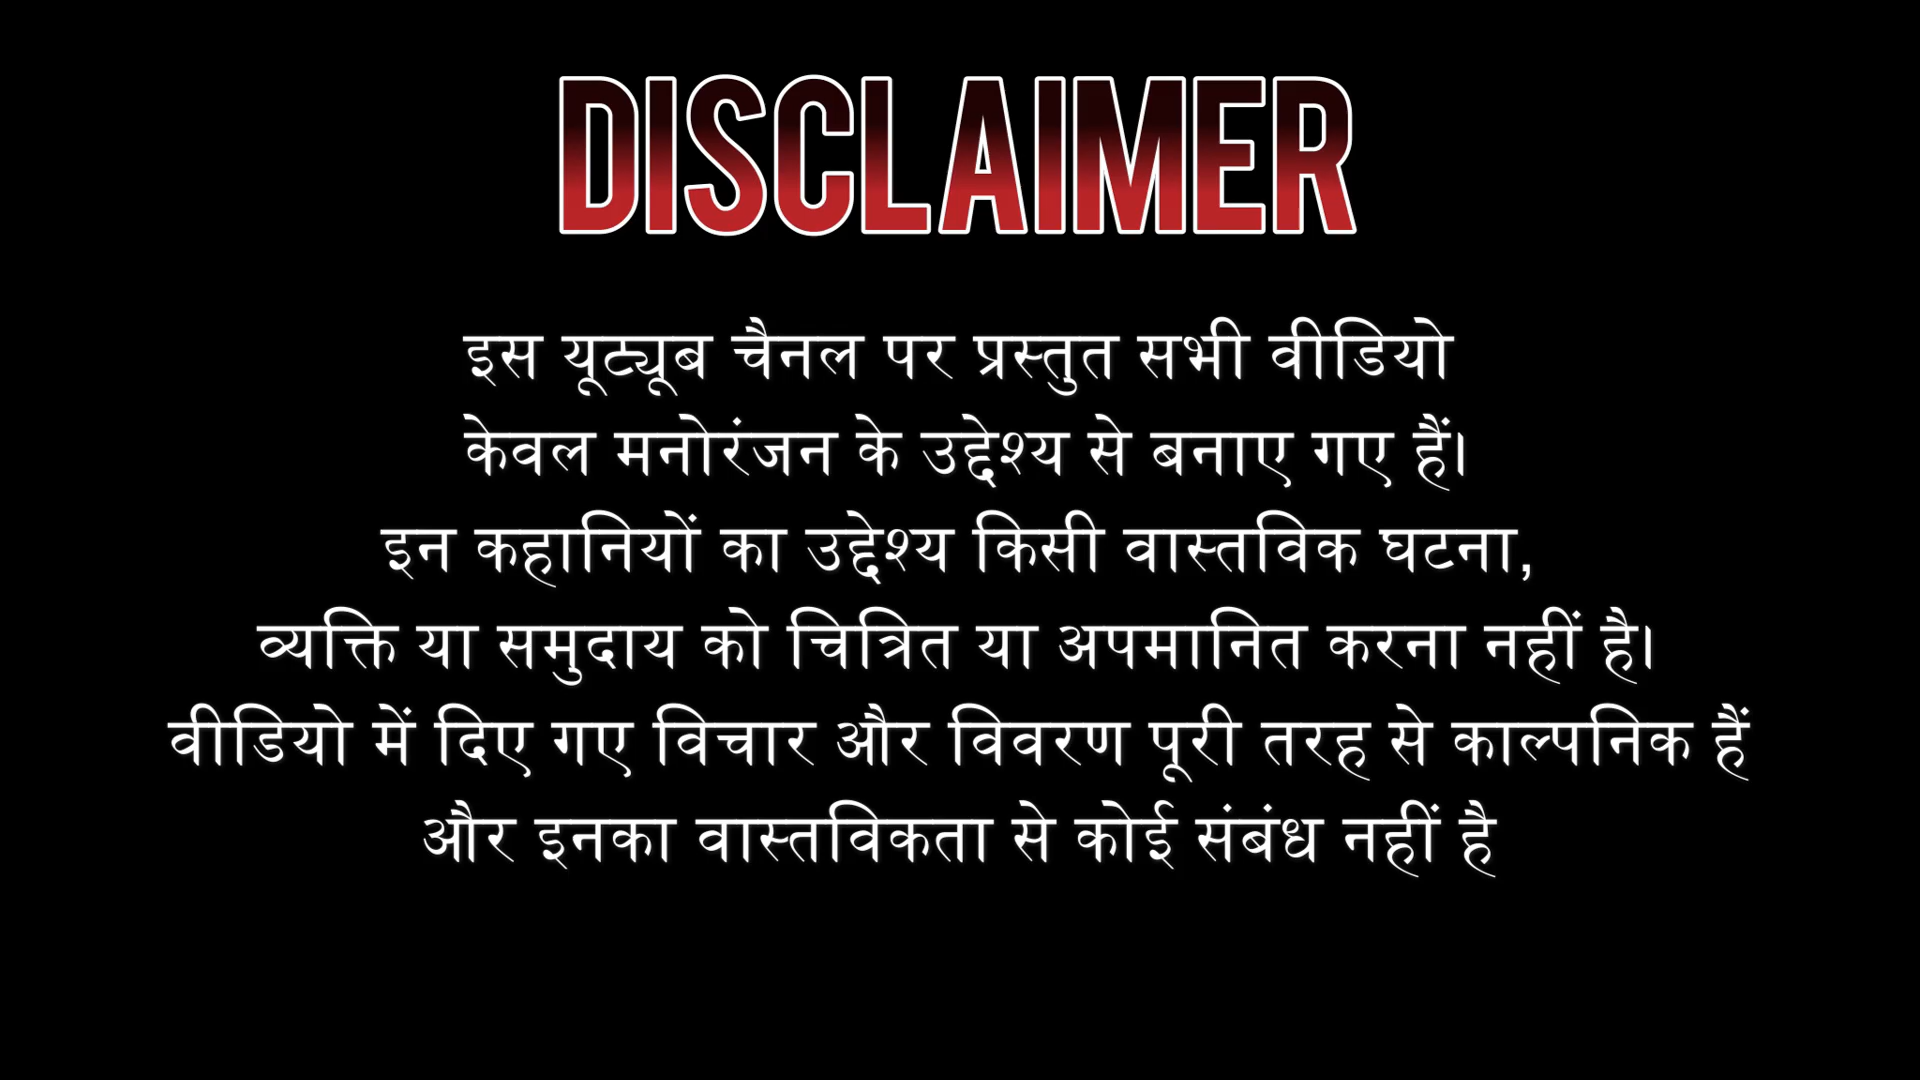 DISCLAIMER
इस यूट्यूब चैनल पर प्रस्तुत सभी वीडियो
केवल मनोरंजन के उद्देश्य से बनाए गए हैं।
इन कहानियों का उद्देश्य किसी वास्तविक घटना,
व्यक्ति या समुदाय को चित्रित या अपमानित करना नहीं है।
वीडियो में दिए गए विचार और विवरण पूरी तरह से काल्पनिक हैं
और इनका वास्तविकता से कोई संबंध नहीं है